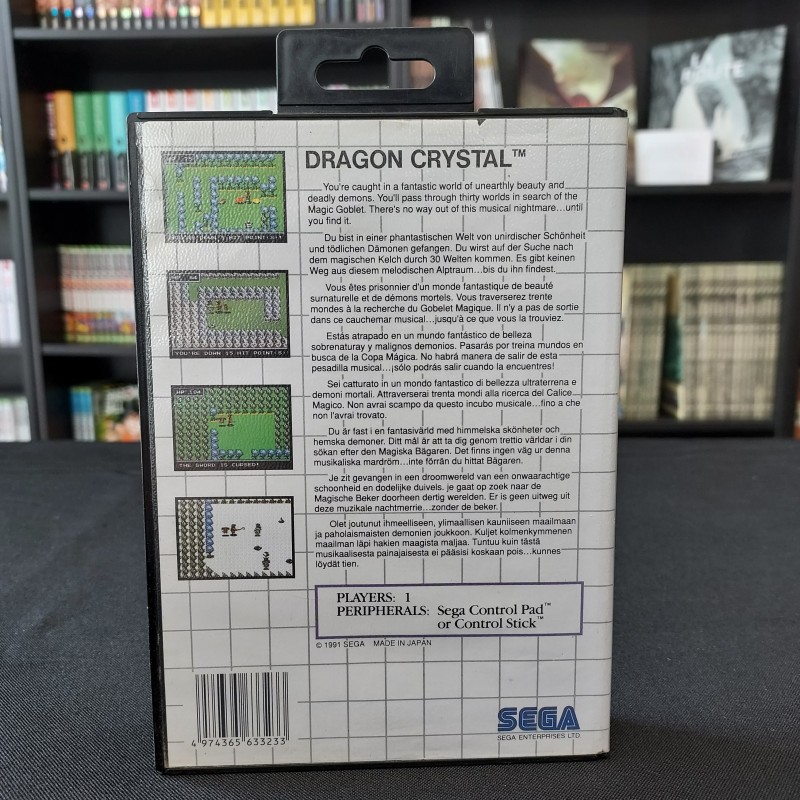 DRAGON CRYSTAL™
You're caught in a fantastic world of unearthly beauty and
deadly demons. You'll pass through thirty worlds in search of the
Magic Goblet. There's no way out of this musical nightmare...until
you find it.
Du bist in einer phantastischen Welt von unirdischer Schönheit
und tödlichen Dämonen gefangen. Du wirst auf der Suche nach
dem magischen Kelch durch 30 Welten kommen. Es gibt keinen
Weg aus diesem melodischen Alptraum...bis du ihn findest.
Vous êtes prisonnier d'un monde fantastique de beauté
surnaturelle et de démons mortels. Vous traverserez trente
mondes à la recherche du Gobelet Magique. Il n'y a pas de sortie
dans ce cauchemar musical...jusqu'à ce que vous la trouviez.
Estás atrapado en un mundo fantástico de belleza
sobrenaturay y malignos demonios. Pasarás por treina mundos en
busca de la Copa Mágica. No habrá manera de salir de esta
pesadilla musical...¡sólo podrás salir cuando la encuentres!
Sei catturato in un mondo fantastico di bellezza ultraterrena e
demoni mortali. Attraverserai trenta mondi alla ricerca del Calice
Magico. Non avrai scampo da questo incubo musicale...fino a che
non l'avrai trovato.
Du är fast i en fantasivärld med himmelska skönheter och
hemska demoner. Ditt mål är att ta dig genom trettio världar i din
sökan efter den Magiska Bägaren. Det finns ingen väg ur denna
musikaliska mardröm...inte förrän du hittat Bägaren.
Je zit gevangen in een droomwereld van een onwaarachtige
schoonheid en dodelijke duivels. je gaat op zoek naar de
Magische Beker doorheen dertig werelden. Er is geen uitweg uit
deze muzikale nachtmerrie...zonder de beker.
Olet joutunut ihmeelliseen, ylimaallisen kauniiseen maailmaan
ja paholaismaisten demonien joukkoon. Kuljet kolmenkymmenen
maailman läpi hakien maagista maljaa. Tuntuu kuin tästä
musikaalisesta painajaisesta ei pääsisi koskaan pois...kunnes
löydät tien.
YOU'RE DOWN 15 HIT POINT(S)!
THE SWORD IS CURSED!
PLAYERS: 1
PERIPHERALS: Sega Control Pad™
or Control Stick™
© 1991 SEGA MADE IN JAPAN
4 974365 633233
SEGA
SEGA ENTERPRISES LTD.